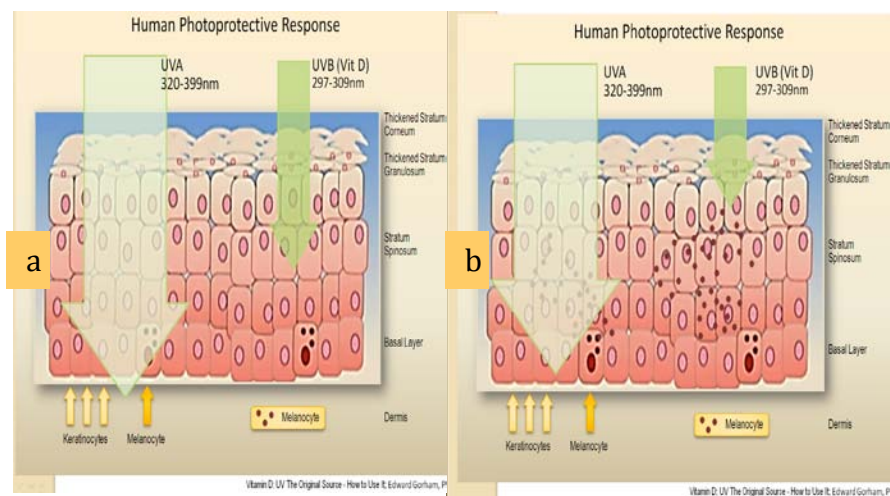 Human Photoprotective Response
UVA
320-399nm
UVB (Vit D)
297-309nm
Thickened Stratum
Corneum
Thickened Stratum
Granulosum
Stratum
Spinosum
Basal Layer
Dermis
a
Keratinocytes
Melanocyte
Melanocyte
Vitamin D: UV The Original Source - How to Use It; Edward Gorham, P
Human Photoprotective Response
UVA
320-399nm
UVB (Vit D)
297-309nm
Thickened Stratum
Corneum
Thickened Stratum
Granulosum
Stratum
Spinosum
Basal Layer
Dermis
b
Keratinocytes
Melanocyte
Melanocyte
Vitamin D: UV The Original Source - How to Use It; Edward Gorham, P